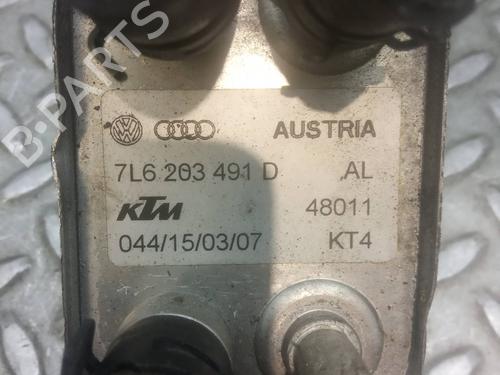 B-PARTS
AUSTRIA
7L6 203 491 D AL
KTM 48011
044/15/03/07 KT4